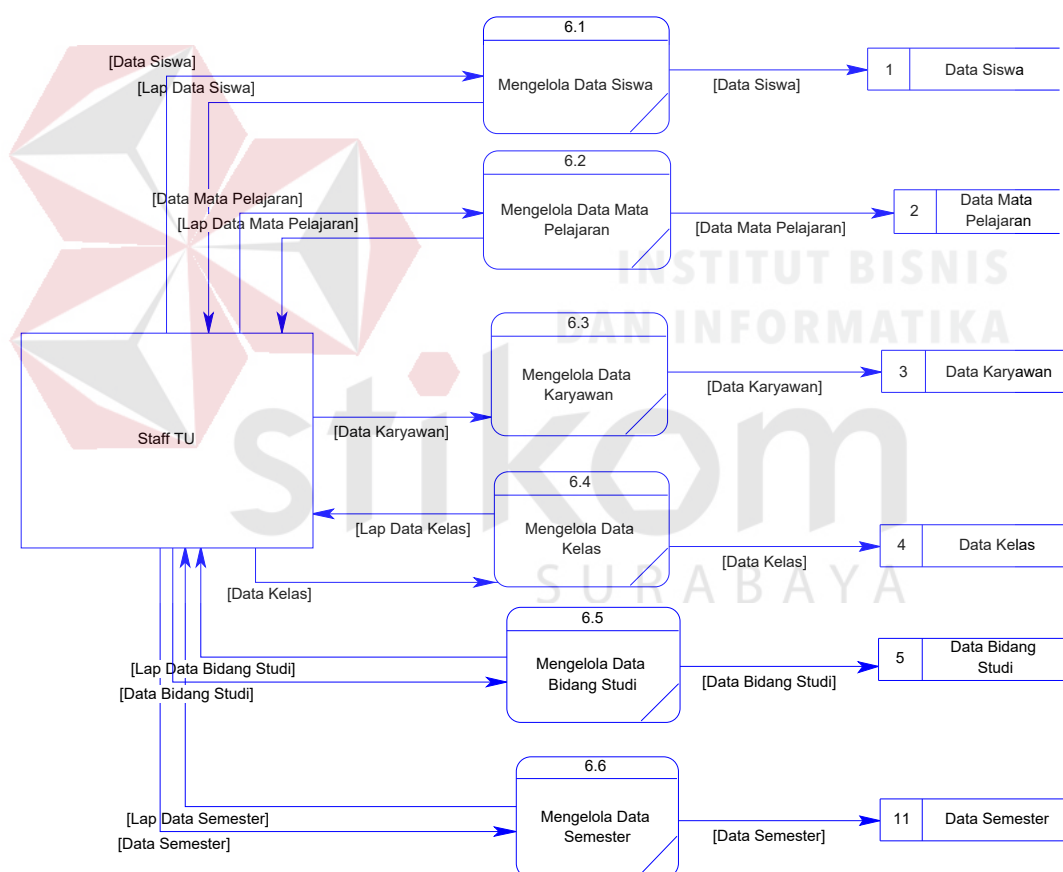 6.1
[Data Siswa]
[Lap Data Siswa]
Mengelola Data Siswa
[Data Siswa]
1
Data Siswa
6.2
[Data Mata Pelajaran]
[Lap Data Mata Pelajaran]
Mengelola Data Mata
Pelajaran
[Data Mata Pelajaran]
2
Data Mata
Pelajaran
INSTITUT BISNIS
DAN INFORMATIKA
6.3
Mengelola Data
Karyawan
[Data Karyawan]
3
Data Karyawan
Staff TU
[Data Karyawan]
stikom
6.4
[Lap Data Kelas]
Mengelola Data
Kelas
[Data Kelas]
4
Data Kelas
[Data Kelas]
SURABAYA
6.5
[Lap Data Bidang Studi]
[Data Bidang Studi]
Mengelola Data
Bidang Studi
[Data Bidang Studi]
5
Data Bidang
Studi
6.6
[Lap Data Semester]
[Data Semester]
Mengelola Data
Semester
[Data Semester]
11
Data Semester